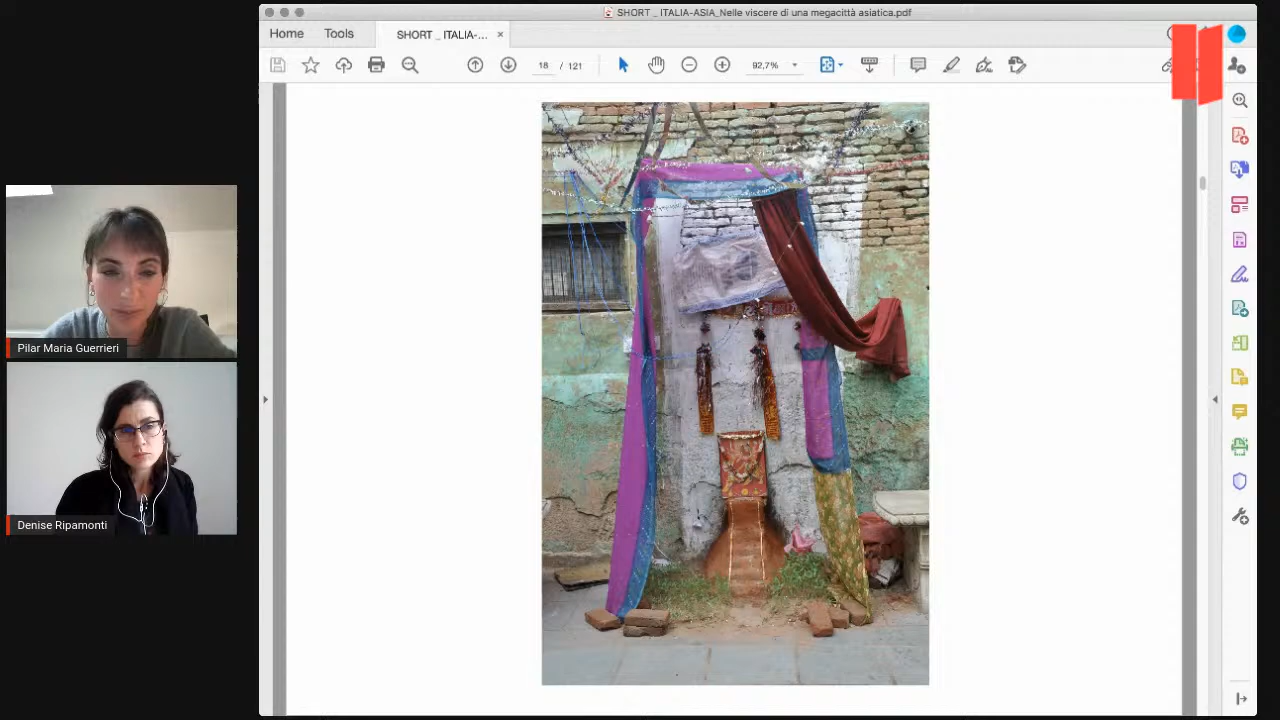 SHORT _ ITALIA-ASIA_Nelle viscere di una megacittà asiatica.pdf
Home
Tools
SHORT _ ITALIA-...
18 / 121
92,7%
Pilar Maria Guerrieri
Denise Ripamonti